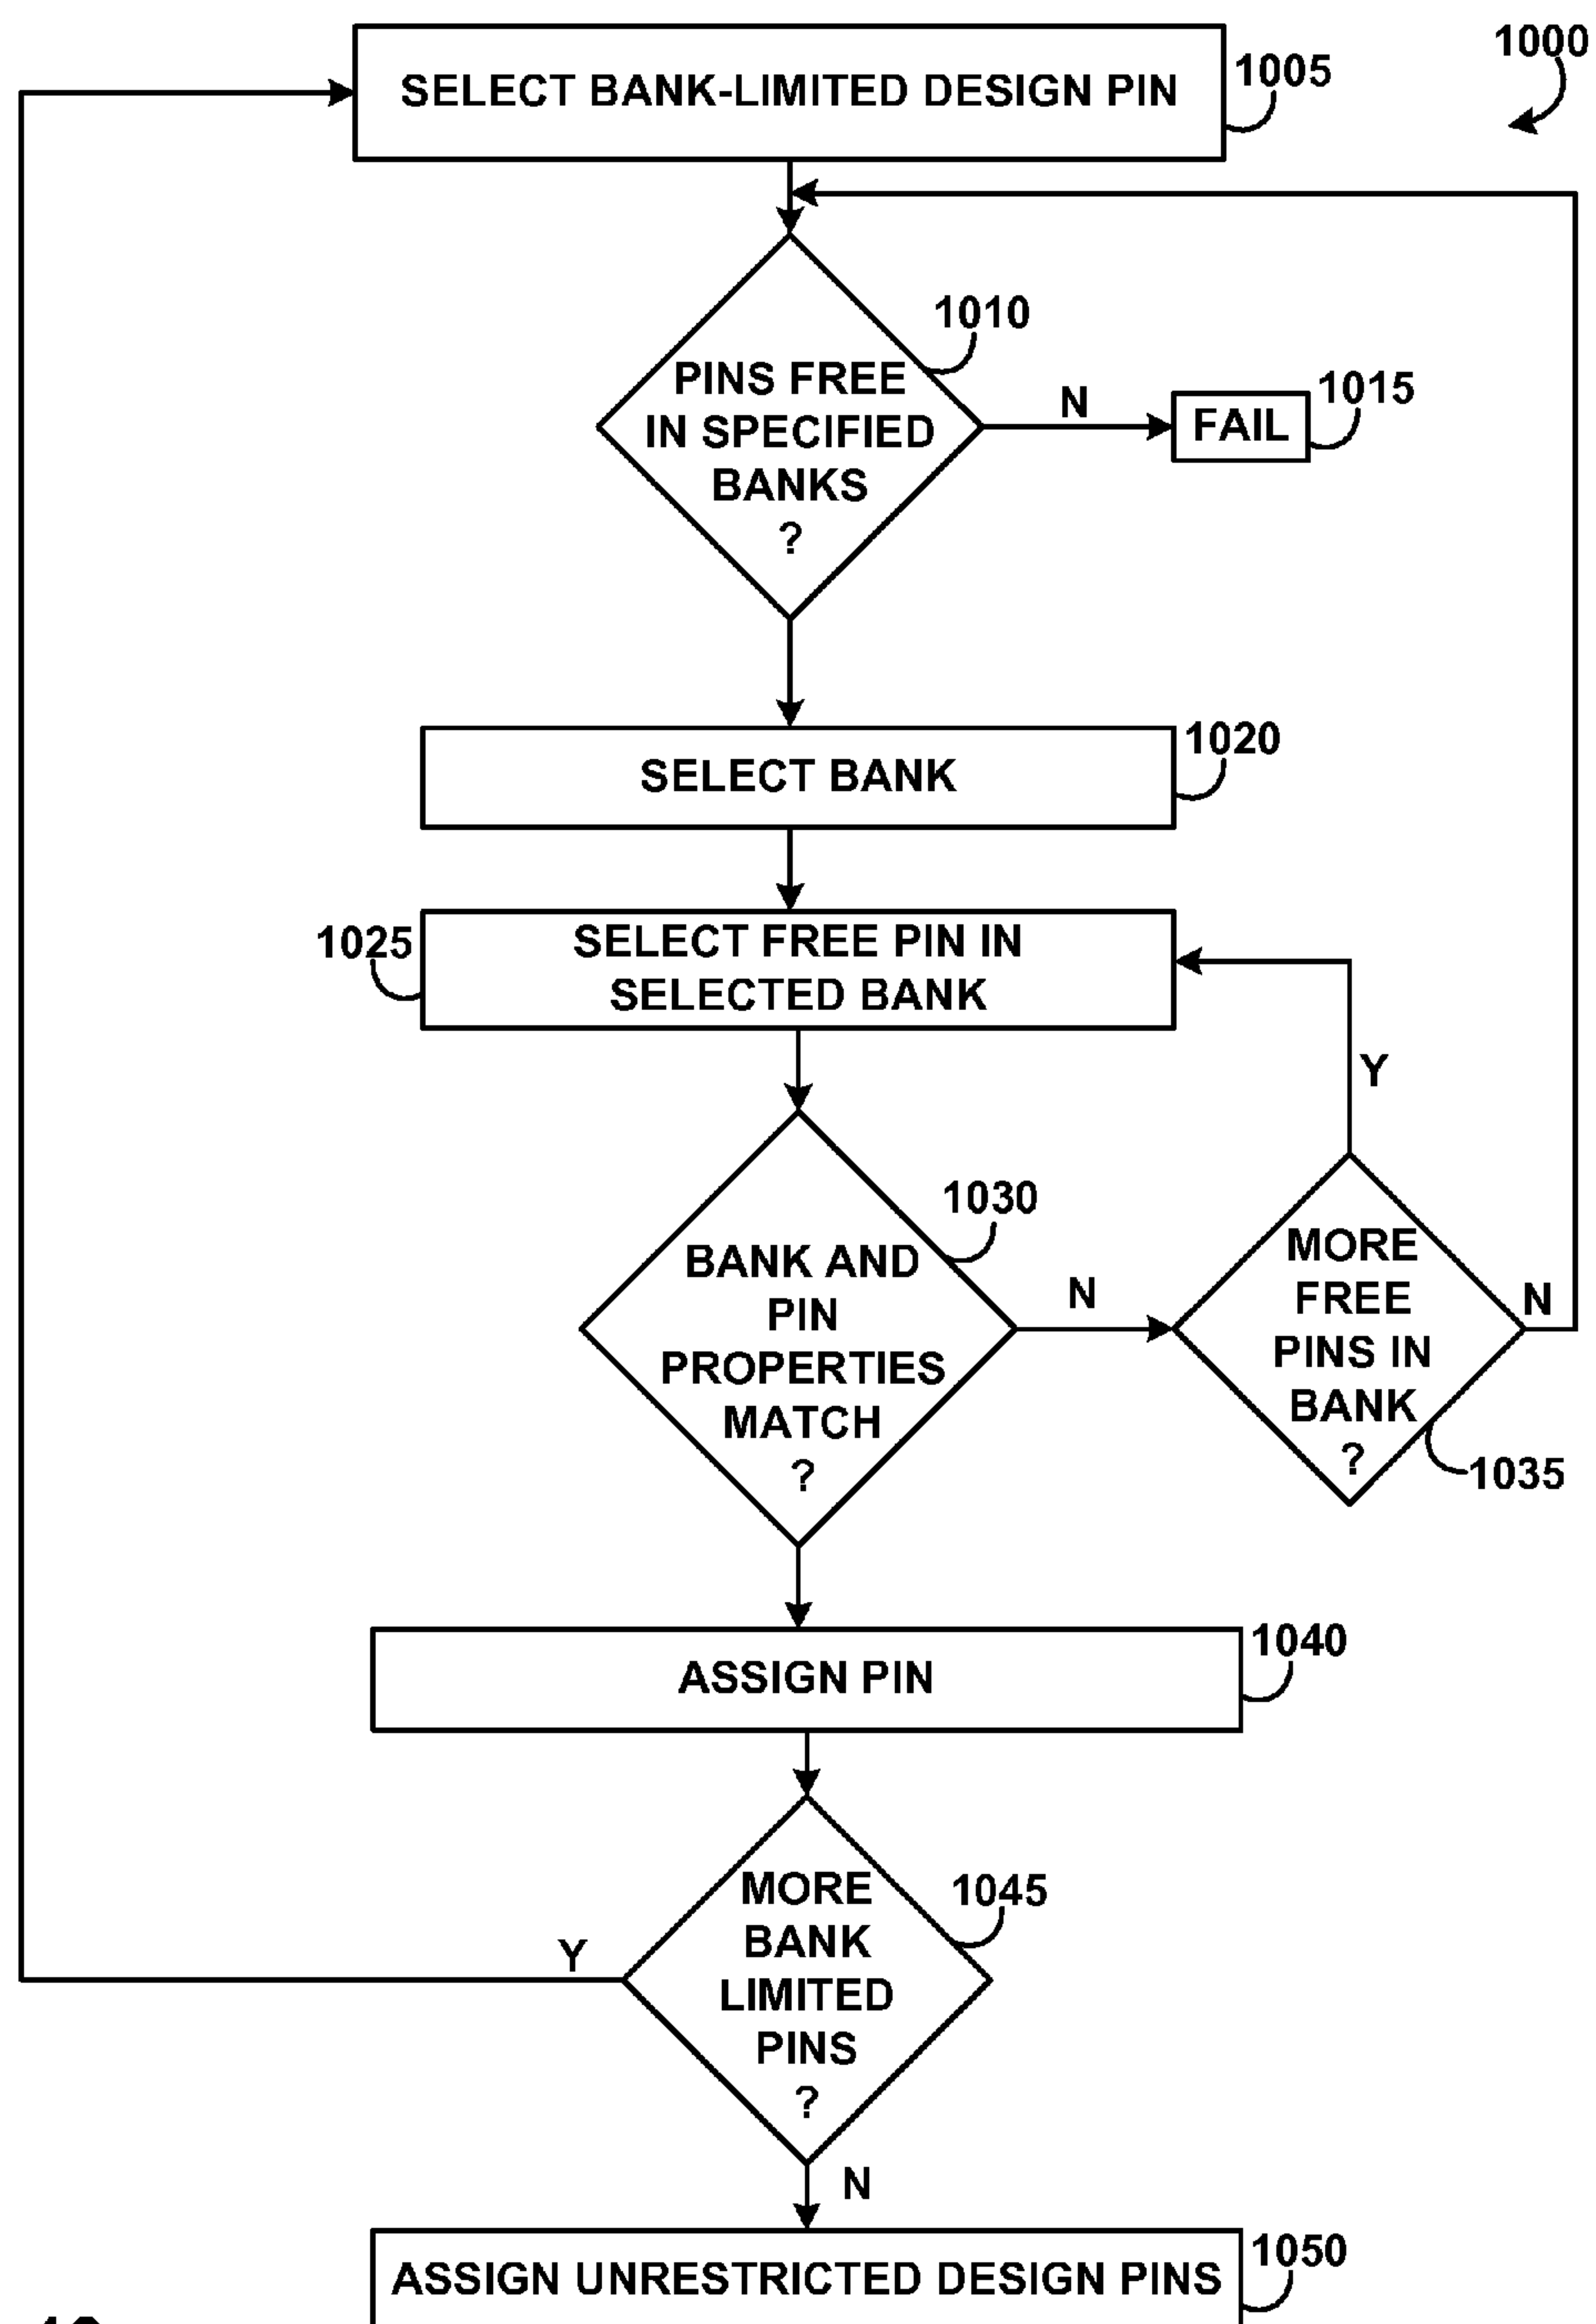 1000
SELECT BANK-LIMITED DESIGN PIN
1005
1010
PINS FREE
IN SPECIFIED
BANKS
?
N
FAIL
1015
SELECT BANK
1020
1025
SELECT FREE PIN IN
SELECTED BANK
Y
1030
BANK AND
PIN
PROPERTIES
MATCH
?
N
MORE
FREE
PINS IN
BANK
?
N
1035
ASSIGN PIN
1040
MORE
BANK
LIMITED
PINS
?
1045
Y
N
ASSIGN UNRESTRICTED DESIGN PINS
1050